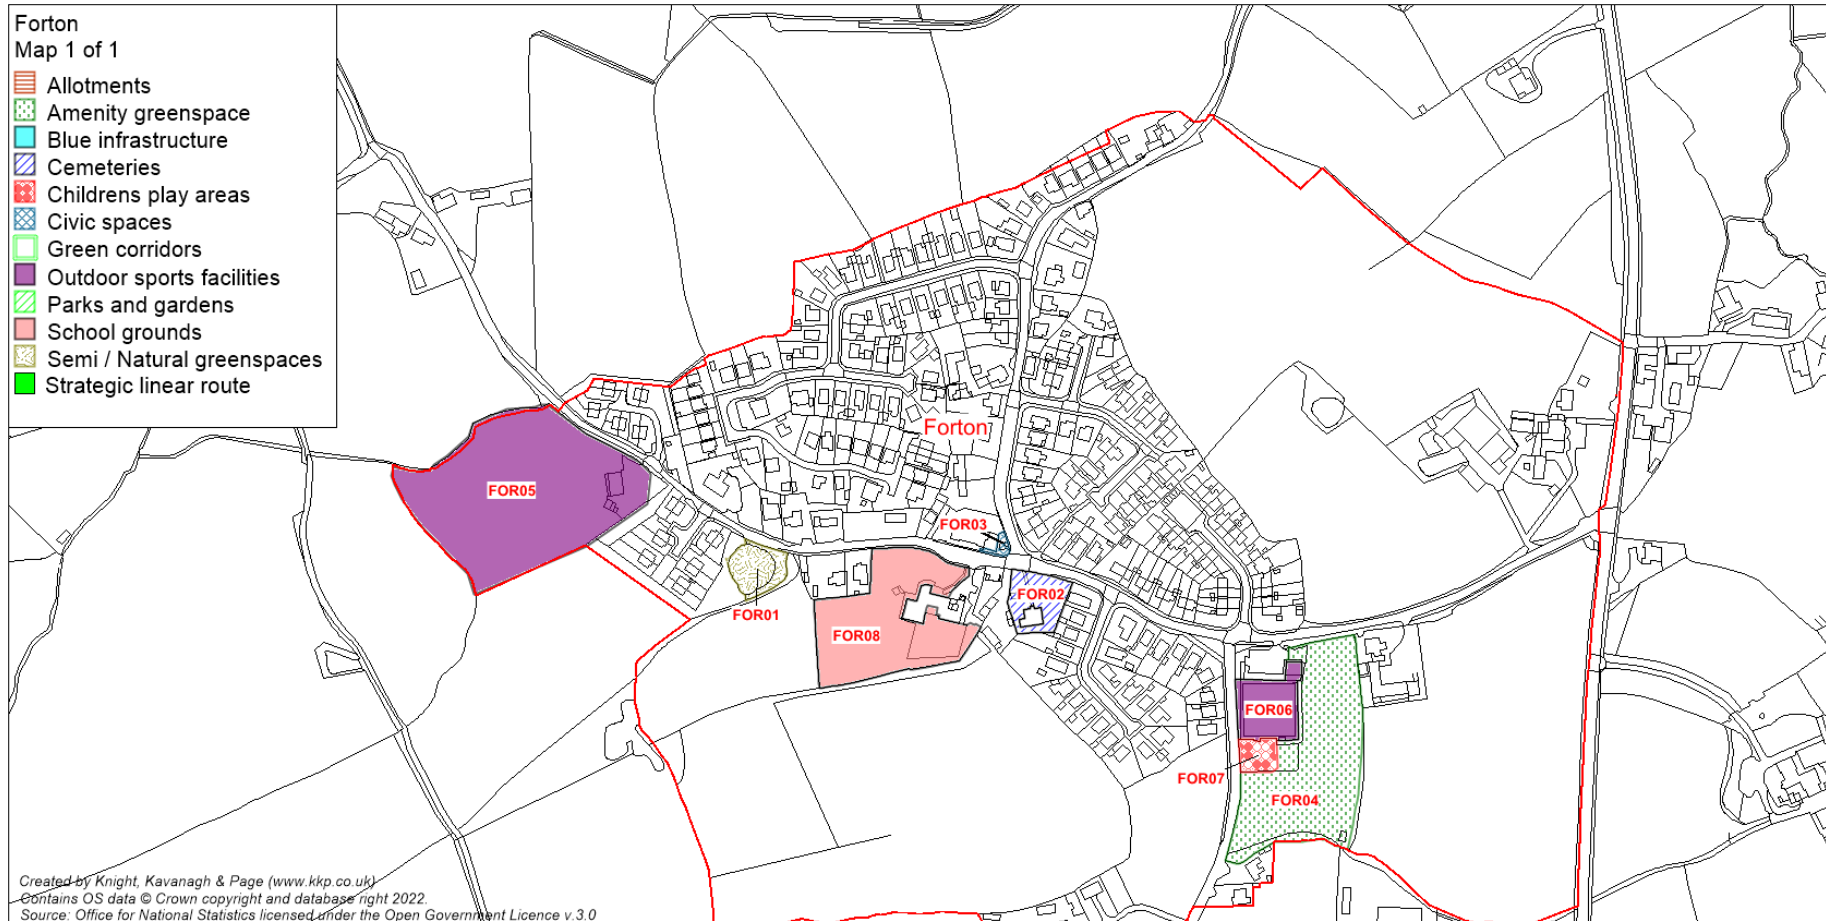 Forton
Map 1 of 1
Allotments
Amenity greenspace
Blue infrastructure
Cemeteries
Childrens play areas
Civic spaces
Green corridors
Outdoor sports facilities
Parks and gardens
School grounds
Semi / Natural greenspaces
Strategic linear route
Forton
FOR05
FOR03
FOR02
FOR01
FOR08
FOR06
FOR07
FOR04
Created by Knight, Kavanagh & Page (www.kkp.co.uk)
Contains OS data © Crown copyright and database right 2022.
Source: Office for National Statistics licensed under the Open Government Licence v.3.0